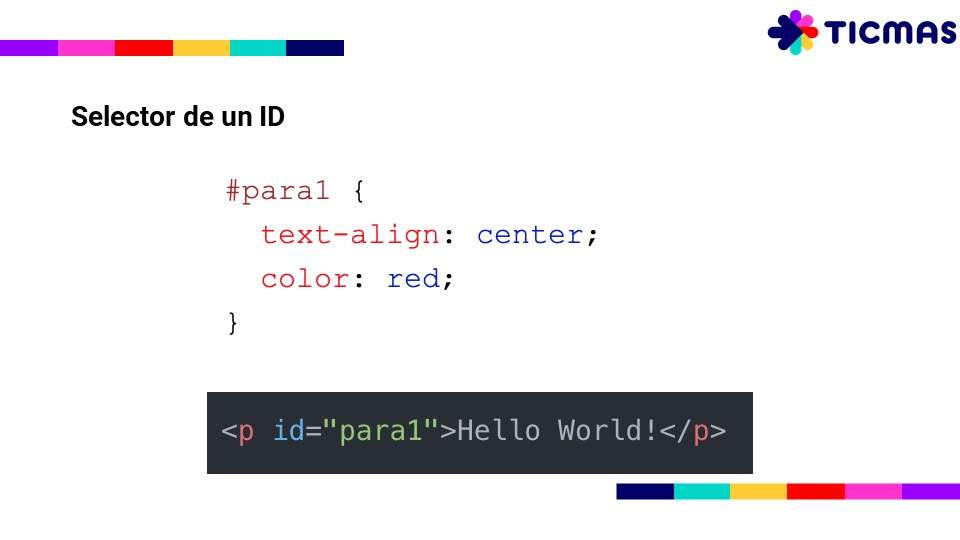 TICMAS
Selector de un ID
#para1 {
  text-align: center;
  color: red;
}
<p id="para1">Hello World!</p>